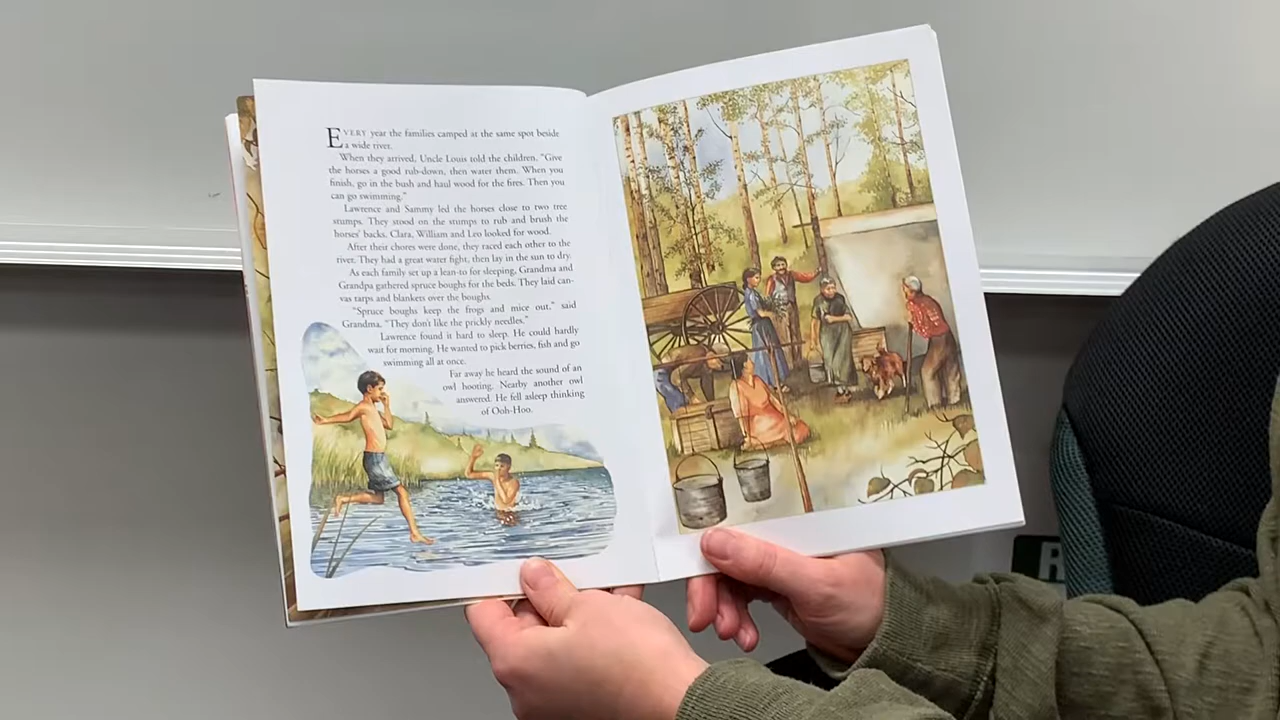 EVERY year the families camped at the same spot beside
a wide river.
When they arrived, Uncle Louis told the children, "Give
the horses a good rub-down, then water them. When you
finish, go in the bush and haul wood for the fires. Then you
can go swimming."
Lawrence and Sammy led the horses close to two tree
stumps. They stood on the stumps to rub and brush the
horses' backs. Clara, William and Leo looked for wood.
After their chores were done, they raced each other to the
river. They had a great water fight, then lay in the sun to dry.
As each family set up a lean-to for sleeping, Grandma and
Grandpa gathered spruce boughs for the beds. They laid can-
vas tarps and blankets over the boughs.
"Spruce boughs keep the frogs and mice out," said
Grandma. "They don't like the prickly needles."
Lawrence found it hard to sleep. He could hardly
wait for morning. He wanted to pick berries, fish and go
swimming all at once.
Far away he heard the sound of an
owl hooting. Nearby another owl
answered. He fell asleep thinking
of Ooh-Hoo.
R